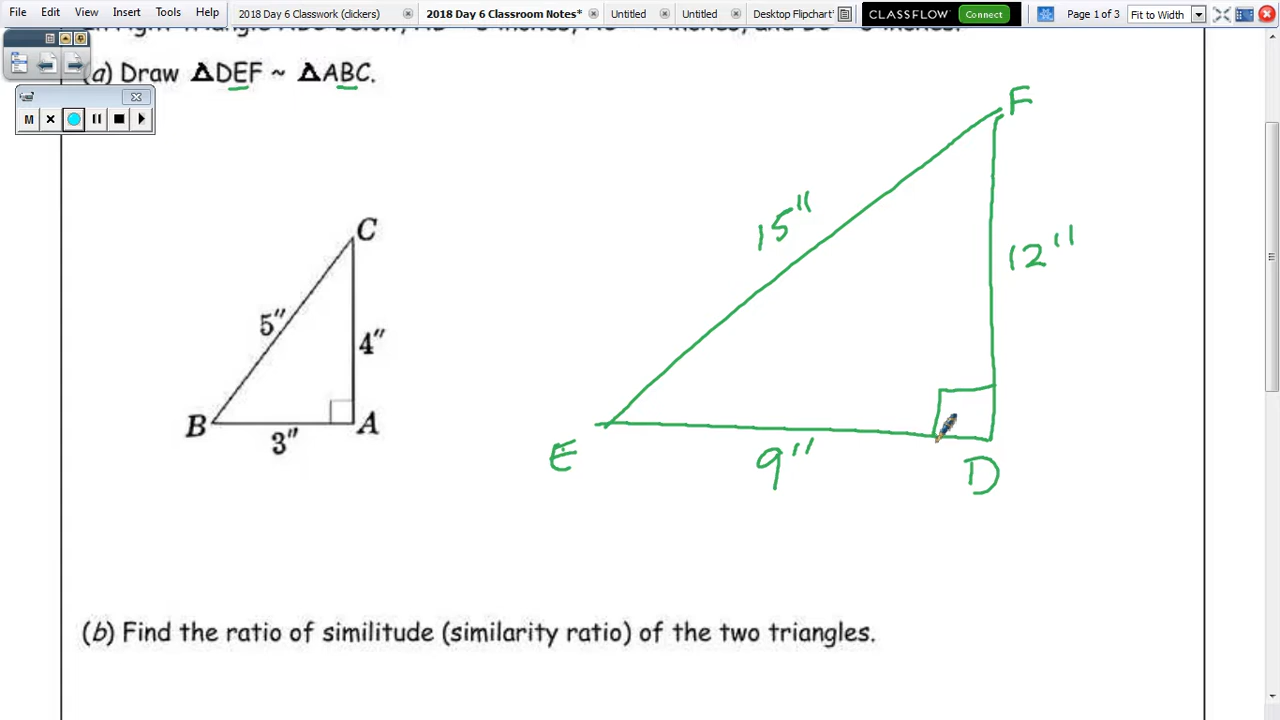 File Edit View Insert Tools Help
2018 D6 Classwork (clickers) 2018 Day 6 Classroom Notes* Untitled Untitled Desktop Flipchart CLASSFLOW Connect Page 1 of 3 Fit to Width
(a) Draw ΔDEF ~ ΔABC.
M
F
15"
12"
C
5"
4"
B
3"
A
E
9"
D
(b) Find the ratio of similitude (similarity ratio) of the two triangles.